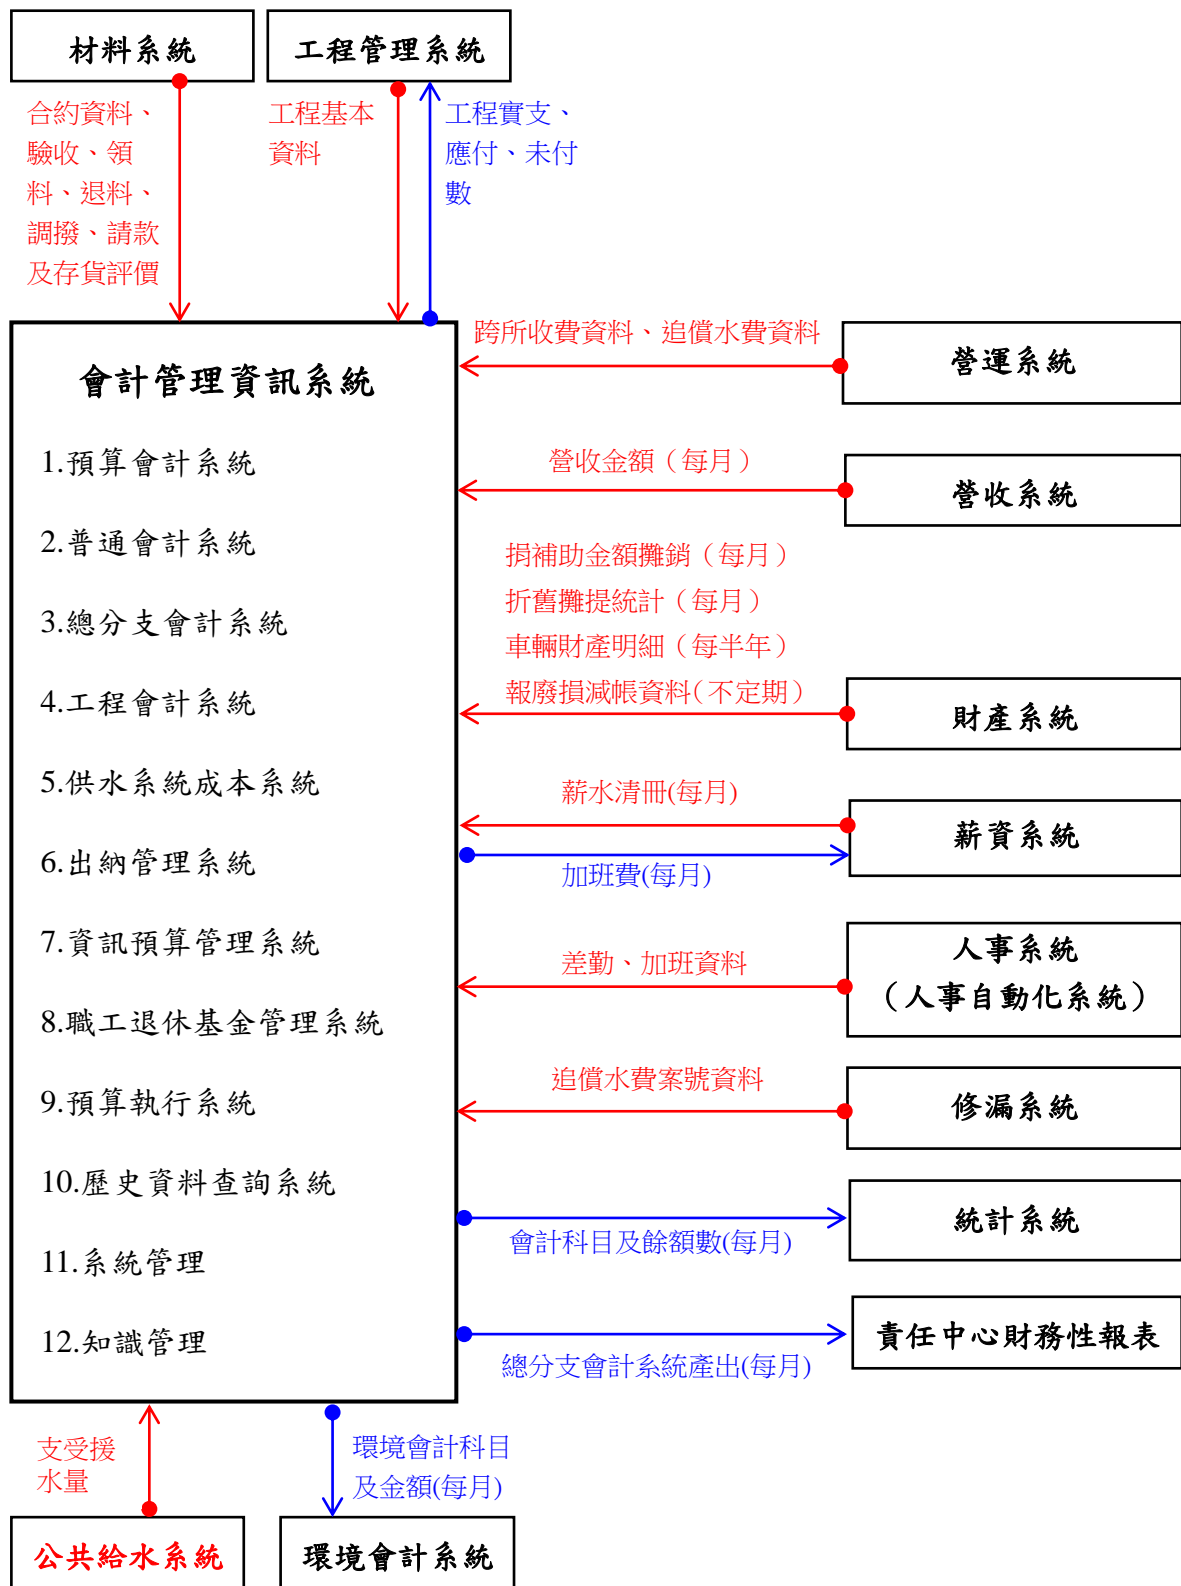 材料系統
工程管理系統
合約資料、
驗收、領
料、退料、
調撥、請款
及存貨評價
工程基本
資料
工程實支、
應付、未付
數
會計管理資訊系統
1.預算會計系統
2.普通會計系統
3.總分支會計系統
4.工程會計系統
5.供水系統成本系統
6.出納管理系統
7.資訊預算管理系統
8.職工退休基金管理系統
9.預算執行系統
10.歷史資料查詢系統
11.系統管理
12.知識管理
跨所收費資料、追償水費資料
營運系統
營收金額（每月）
營收系統
捐補助金額攤銷（每月）
折舊攤提統計（每月）
車輛財產明細（每半年）
報廢損減帳資料(不定期）
財產系統
薪水清冊(每月)
加班費(每月)
薪資系統
差勤、加班資料
人事系統
（人事自動化系統）
追償水費案號資料
修漏系統
會計科目及餘額數(每月)
統計系統
總分支會計系統產出(每月)
責任中心財務性報表
支受援
水量
環境會計科目
及金額(每月)
公共給水系統
環境會計系統